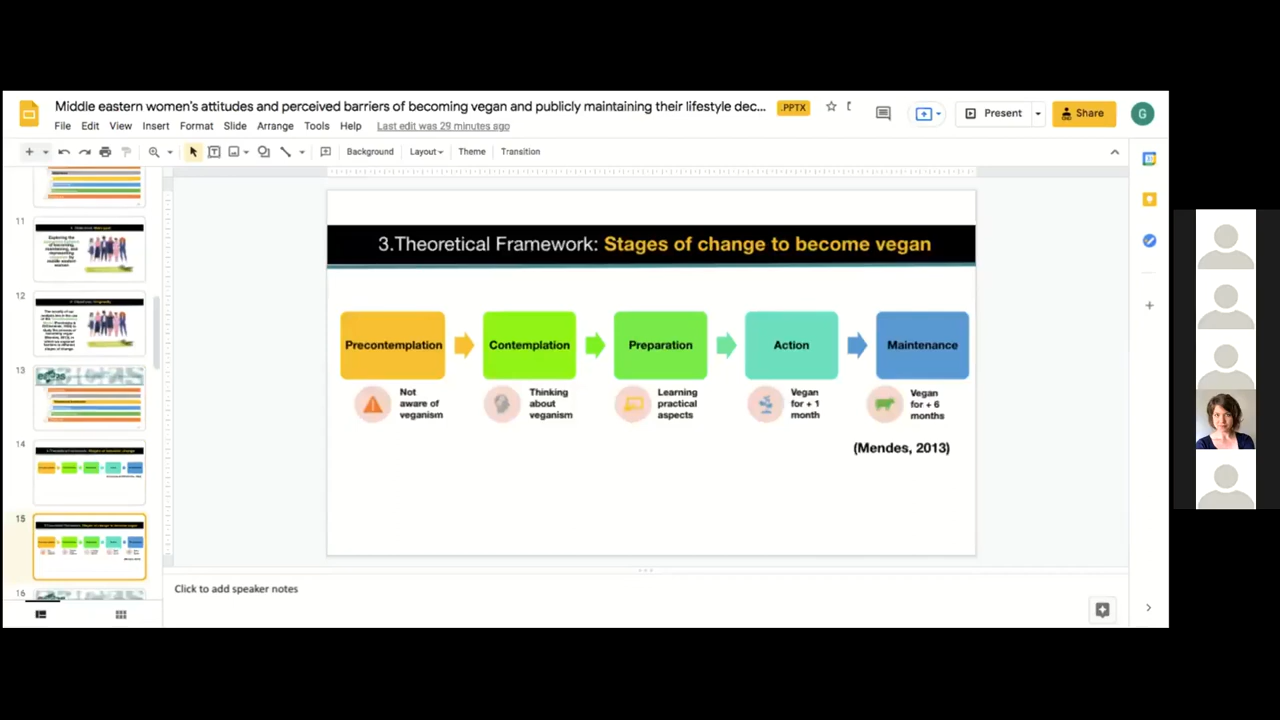 Middle eastern women's attitudes and perceived barriers of becoming vegan and publicly maintaining their lifestyle dec...
.PPTX
Present
Share
G
File Edit View Insert Format Slide Arrange Tools Help Last edit was 29 minutes ago
Background Layout Theme Transition
11
12
13
14
15
16
3.Theoretical Framework: Stages of change to become vegan
Precontemplation
Contemplation
Preparation
Action
Maintenance
Not
aware of
veganism
Thinking
about
veganism
Learning
practical
aspects
Vegan
for + 1
month
Vegan
for + 6
months
(Mendes, 2013)
Click to add speaker notes